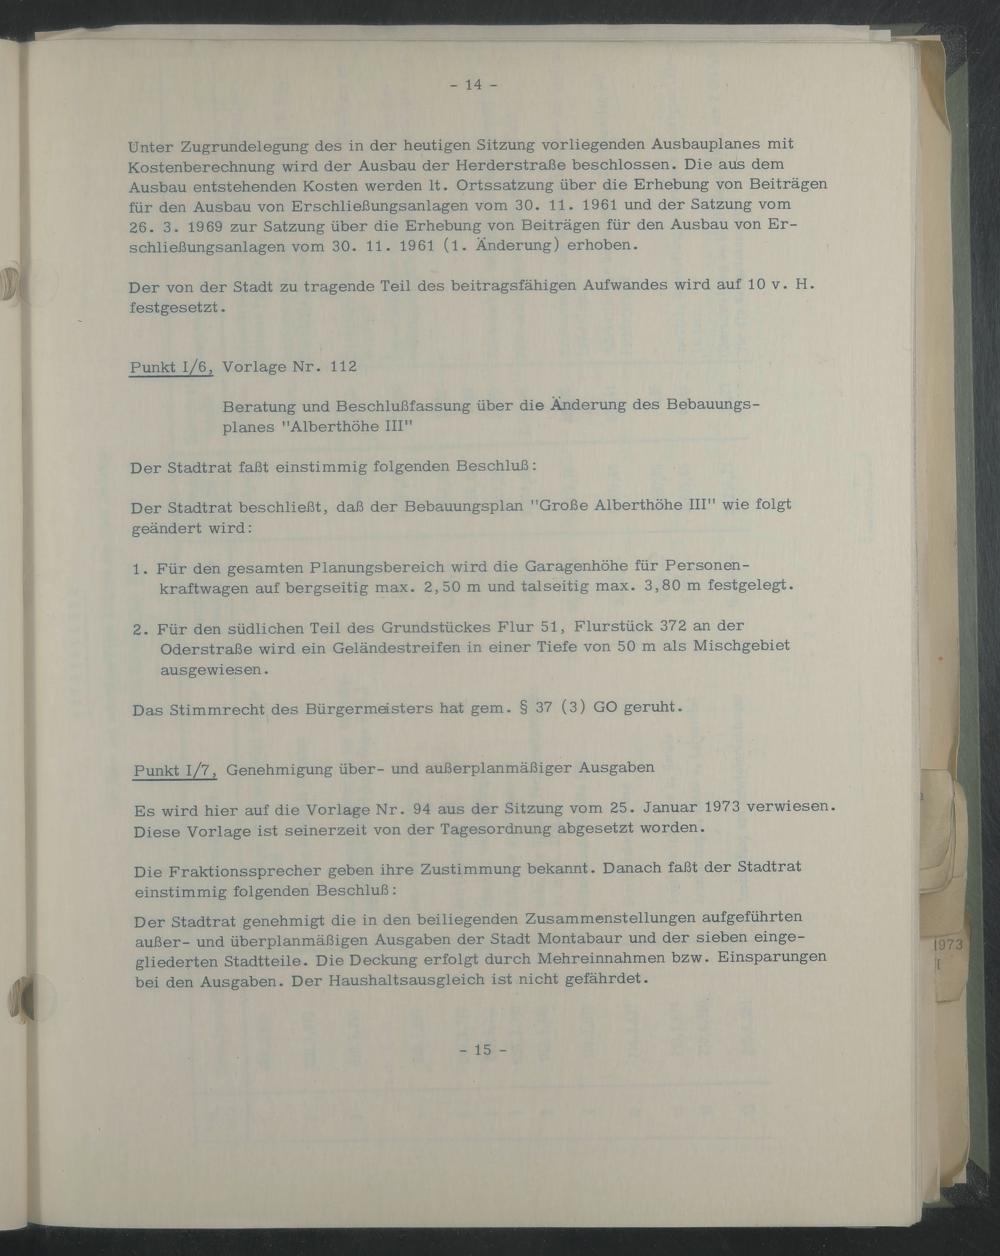 - 14 -
Unter Zugrundelegung des in der heutigen Sitzung vorliegenden Ausbauplanes mit
Kostenberechnung wird der Ausbau der Herderstraße beschlossen. Die aus dem
Ausbau entstehenden Kosten werden lt. Ortssatzung über die Erhebung von Beiträgen
für den Ausbau von Erschließungsanlagen vom 30. 11. 1961 und der Satzung vom
26. 3. 1969 zur Satzung über die Erhebung von Beiträgen für den Ausbau von Er-
schließungsanlagen vom 30. 11. 1961 (1. Änderung) erhoben.
Der von der Stadt zu tragende Teil des beitragsfähigen Aufwandes wird auf 10 v. H.
festgesetzt.
Punkt I/6, Vorlage Nr. 112
Beratung und Beschlußfassung über die Änderung des Bebauungs-
planes "Alberthöhe III"
Der Stadtrat faßt einstimmig folgenden Beschluß:
Der Stadtrat beschließt, daß der Bebauungsplan "Große Alberthöhe III" wie folgt
geändert wird:
1. Für den gesamten Planungsbereich wird die Garagenhöhe für Personen-
kraftwagen auf bergseitig max. 2,50 m und talseitig max. 3,80 m festgelegt.
2. Für den südlichen Teil des Grundstückes Flur 51, Flurstück 372 an der
Oderstraße wird ein Geländestreifen in einer Tiefe von 50 m als Mischgebiet
ausgewiesen.
Das Stimmrecht des Bürgermeisters hat gem. § 37 (3) GO geruht.
Punkt I/7, Genehmigung über- und außerplanmäßiger Ausgaben
Es wird hier auf die Vorlage Nr. 94 aus der Sitzung vom 25. Januar 1973 verwiesen.
Diese Vorlage ist seinerzeit von der Tagesordnung abgesetzt worden.
Die Fraktionssprecher geben ihre Zustimmung bekannt. Danach faßt der Stadtrat
einstimmig folgenden Beschluß:
Der Stadtrat genehmigt die in den beiliegenden Zusammenstellungen aufgeführten
außer- und überplanmäßigen Ausgaben der Stadt Montabaur und der sieben einge-
gliederten Stadtteile. Die Deckung erfolgt durch Mehreinnahmen bzw. Einsparungen
bei den Ausgaben. Der Haushaltsausgleich ist nicht gefährdet.
- 15 -
1973